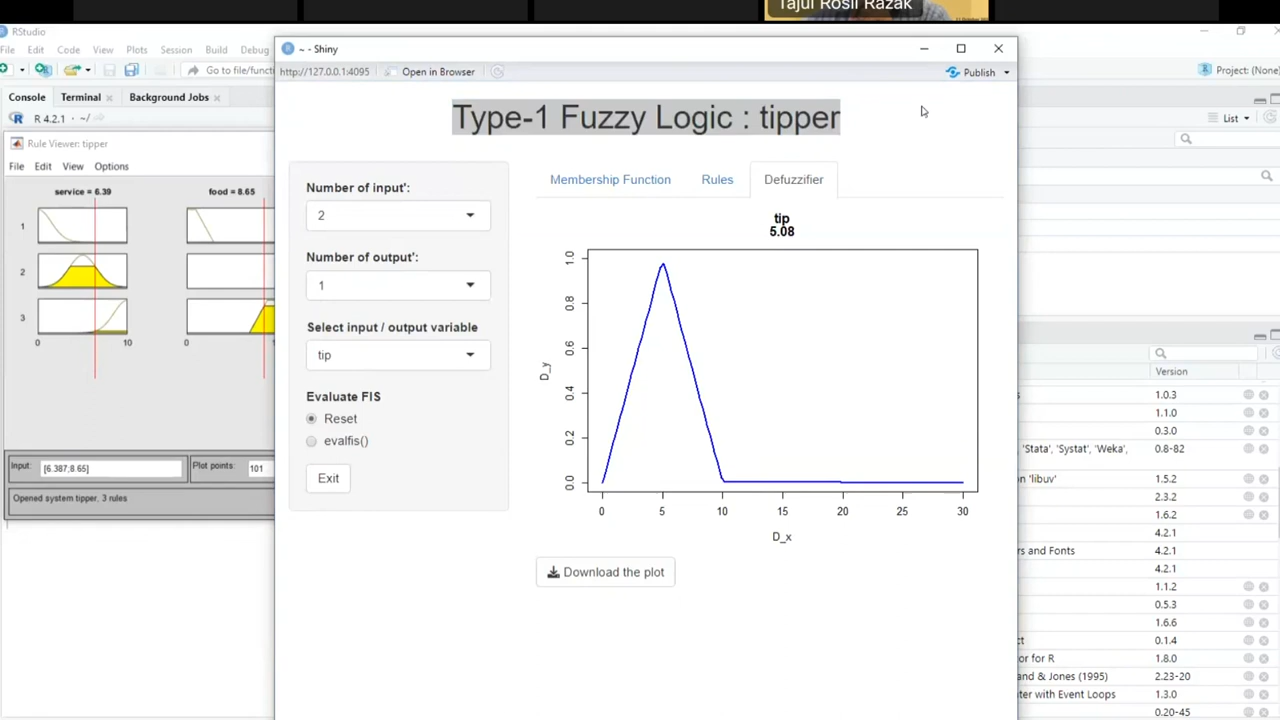 Tajul Rosli Razak
RStudio
File Edit Code View Plots Session Build Debug
Go to file/funct
Project: (None)
Console Terminal Background Jobs
R 4.2.1 · ~/
List
Rule Viewer: tipper
File Edit View Options
service = 6.39
food = 8.65
1
2
3
0 10
0
Input: [6.387;8.65]
Plot points: 101
Opened system tipper, 3 rules
~ - Shiny
http://127.0.0.1:4095 Open in Browser
Publish
Type-1 Fuzzy Logic : tipper
Number of input':
2
Number of output':
1
Select input / output variable
tip
Evaluate FIS
Reset
evalfis()
Exit
Membership Function Rules Defuzzifier
tip
5.08
1.0
0.8
0.6
0.4
0.2
0.0
D_y
0 5 10 15 20 25 30
D_x
Download the plot
Version
1.0.3
1.1.0
0.3.0
'Stata', 'Systat', 'Weka', 0.8-82
on 'libuv' 1.5.2
2.3.2
1.6.2
4.2.1
rs and Fonts 4.2.1
4.2.1
1.1.2
0.5.3
1.6.6
ct 0.1.4
or for R 1.8.0
and & Jones (1995) 2.23-20
ter with Event Loops 1.3.0
0.20-45